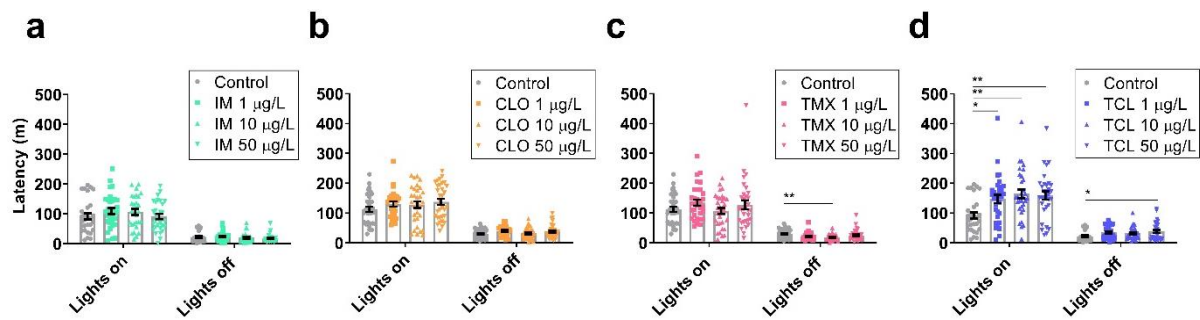 a
Control
IM 1 μg/L
IM 10 μg/L
IM 50 μg/L
Latency (m)
500
400
300
200
100
0
Lights on
Lights off
b
Control
CLO 1 μg/L
CLO 10 μg/L
CLO 50 μg/L
500
400
300
200
100
0
Lights on
Lights off
c
Control
TMX 1 μg/L
TMX 10 μg/L
TMX 50 μg/L
500
400
300
200
100
0
**
Lights on
Lights off
d
Control
TCL 1 μg/L
TCL 10 μg/L
TCL 50 μg/L
500
400
300
200
100
0
**
**
*
*
Lights on
Lights off